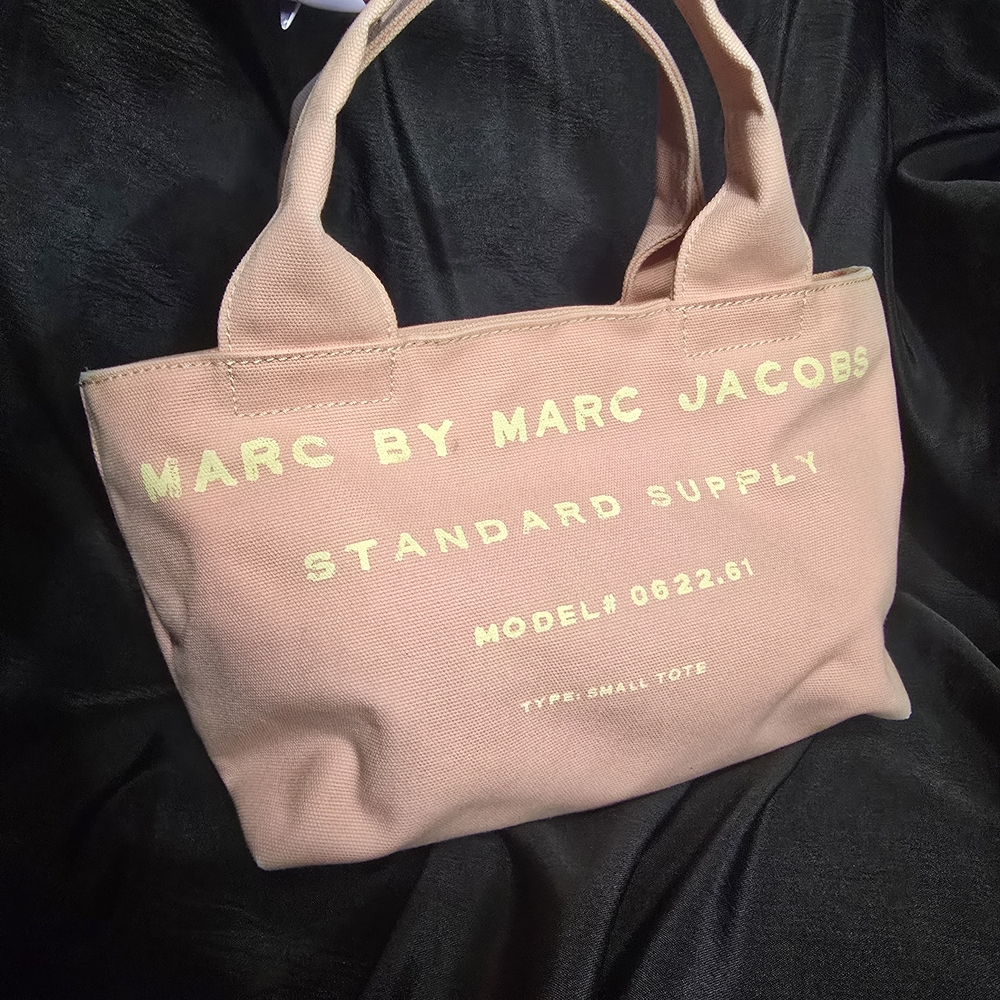 MARC BY MARC JACOBS
STANDARD SUPPLY
MODEL# 0622.61
TYPE: SMALL TOTE